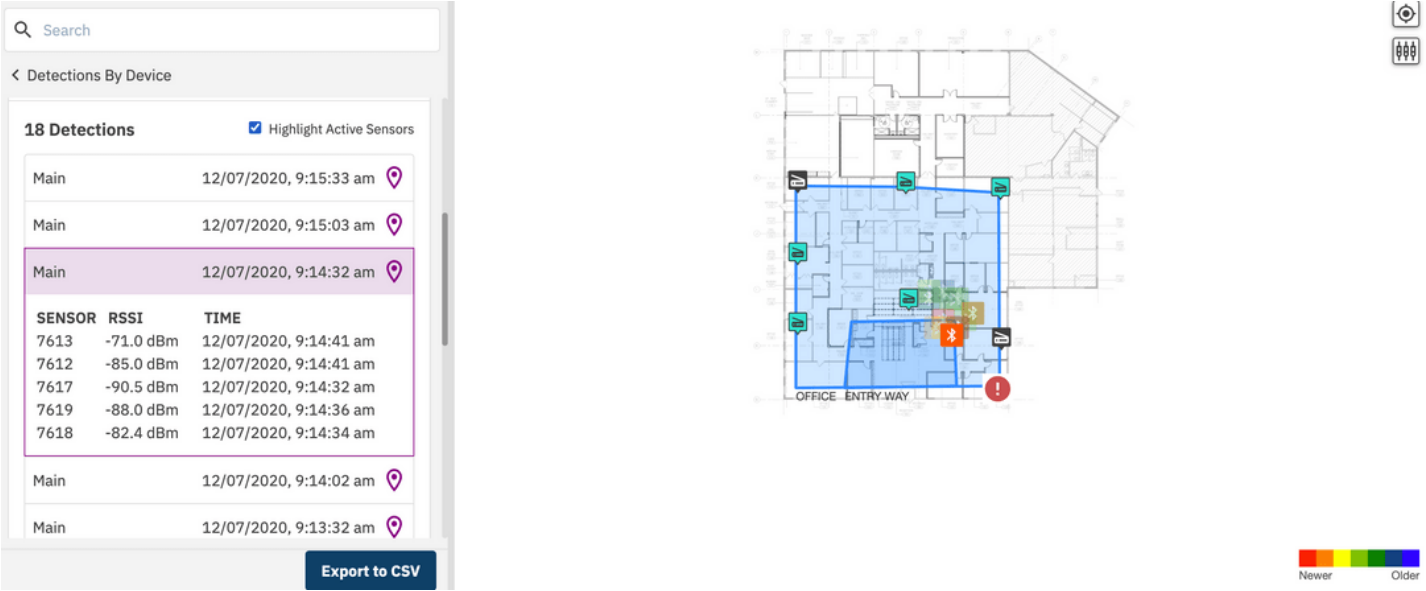 Search
Detections By Device
18 Detections
Highlight Active Sensors
Main 12/07/2020, 9:15:33 am
Main 12/07/2020, 9:15:03 am
Main 12/07/2020, 9:14:32 am
SENSOR RSSI TIME
7613 -71.0 dBm 12/07/2020, 9:14:41 am
7612 -85.0 dBm 12/07/2020, 9:14:41 am
7617 -90.5 dBm 12/07/2020, 9:14:32 am
7619 -88.0 dBm 12/07/2020, 9:14:36 am
7618 -82.4 dBm 12/07/2020, 9:14:34 am
Main 12/07/2020, 9:14:02 am
Main 12/07/2020, 9:13:32 am
Export to CSV
OFFICE ENTRY WAY
Newer Older